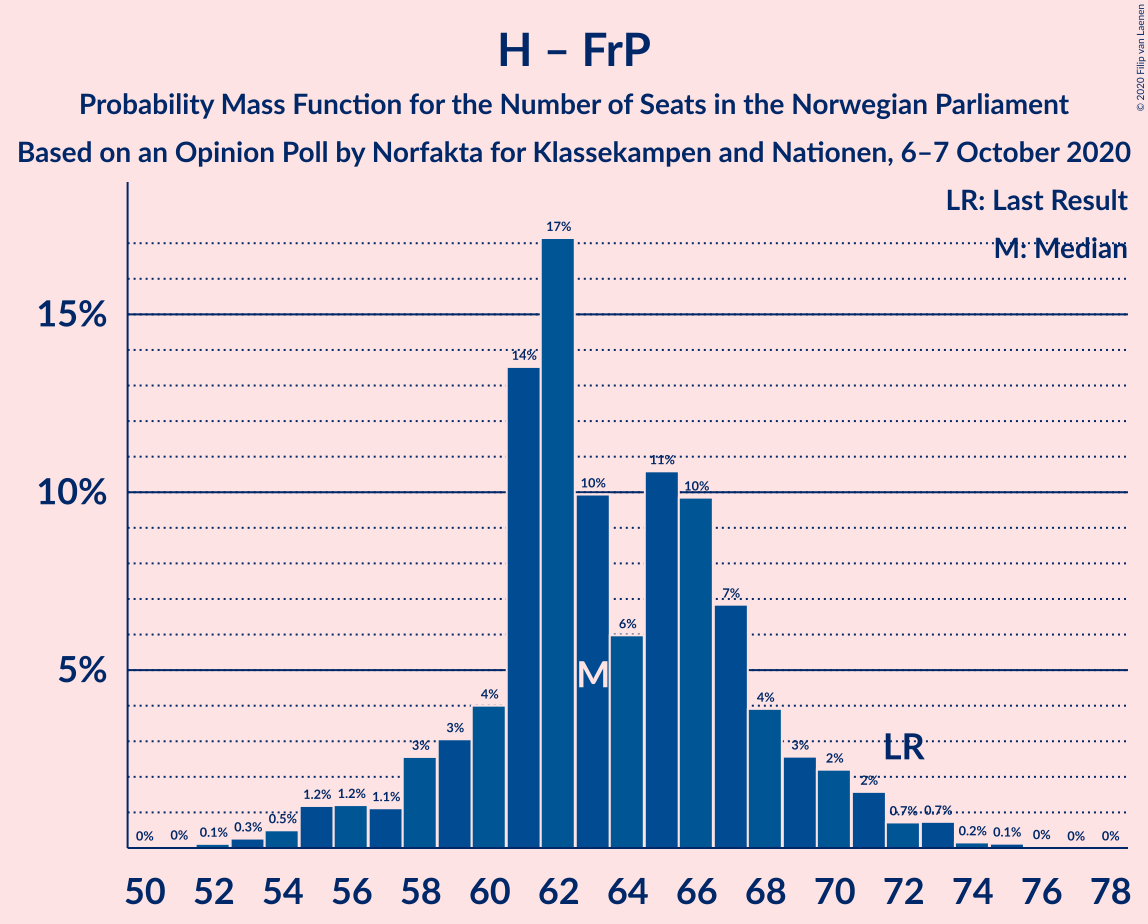 H – FrP
Probability Mass Function for the Number of Seats in the Norwegian Parliament
Based on an Opinion Poll by Norfakta for Klassekampen and Nationen, 6–7 October 2020
© 2020 Filip van Laenen
LR: Last Result
M: Median
15%
10%
5%
0% 0% 0.1% 0.3% 0.5% 1.2% 1.2% 1.1% 3% 3% 4% 14% 17% 10% 6% 11% 10% 7% 4% 3% 2% 2% 0.7% 0.7% 0.2% 0.1% 0% 0% 0%
M
LR
50 52 54 56 58 60 62 64 66 68 70 72 74 76 78